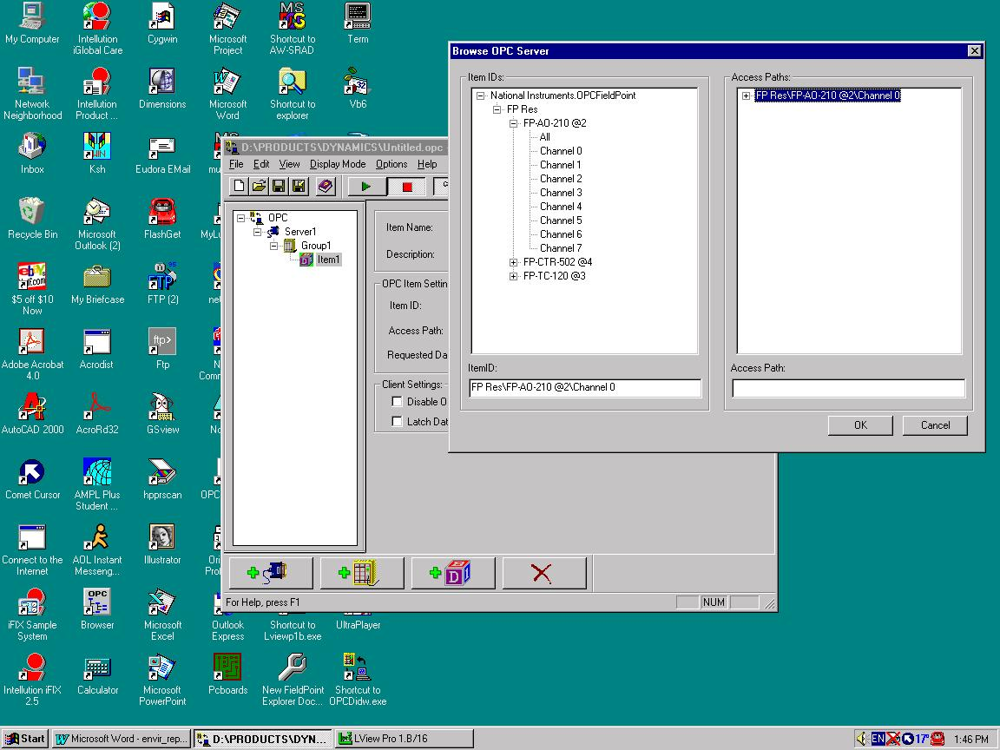 My Computer
Intellution
iGlobal Care
Cygwin
Microsoft
Project
Shortcut to
AW-SRAD
Term
Network
Neighborhood
Intellution
Product ...
Dimensions
Microsoft
Word
Shortcut to
explorer
Vb6
Inbox
Ksh
Eudora EMail
Recycle Bin
Microsoft
Outlook (2)
FlashGet
$5 off $10
Now
My Briefcase
FTP (2)
Adobe Acrobat
4.0
Acrodist
ftp>
Ftp
AutoCAD 2000
AcroRd32
GSview
Comet Cursor
AMPL Plus
Student ...
hpprscan
Connect to the
Internet
AOL Instant
Messeng...
Illustrator
iFIX Sample
System
OPC
Browser
Microsoft
Excel
Outlook
Express
Shortcut to
Lviewp1b.exe
UltraPlayer
Intellution iFIX
2.5
Calculator
Microsoft
PowerPoint
Pcboards
New FieldPoint
Explorer Doc...
Shortcut to
OPCDidw.exe
D:\PRODUCTS\DYNAMICS\Untitled.opc
File Edit View Display Mode Options Help
OPC
Server1
Group1
Item1
Item Name:
Description:
OPC Item Settin
Item ID:
Access Path:
Requested Da
Client Settings:
Disable O
Latch Dat
For Help, press F1
NUM
Browse OPC Server
Item IDs:
National Instruments.OPCFieldPoint
FP Res
FP-AO-210 @2
All
Channel 0
Channel 1
Channel 2
Channel 3
Channel 4
Channel 5
Channel 6
Channel 7
FP-CTR-502 @4
FP-TC-120 @3
ItemID:
FP Res\FP-AO-210 @2\Channel 0
Access Paths:
FP Res\FP-AO-210 @2\Channel 0
Access Path:
OK
Cancel
Start
Microsoft Word - envir_rep...
D:\PRODUCTS\DYN...
LView Pro 1.B/16
EN
17°
1:46 PM